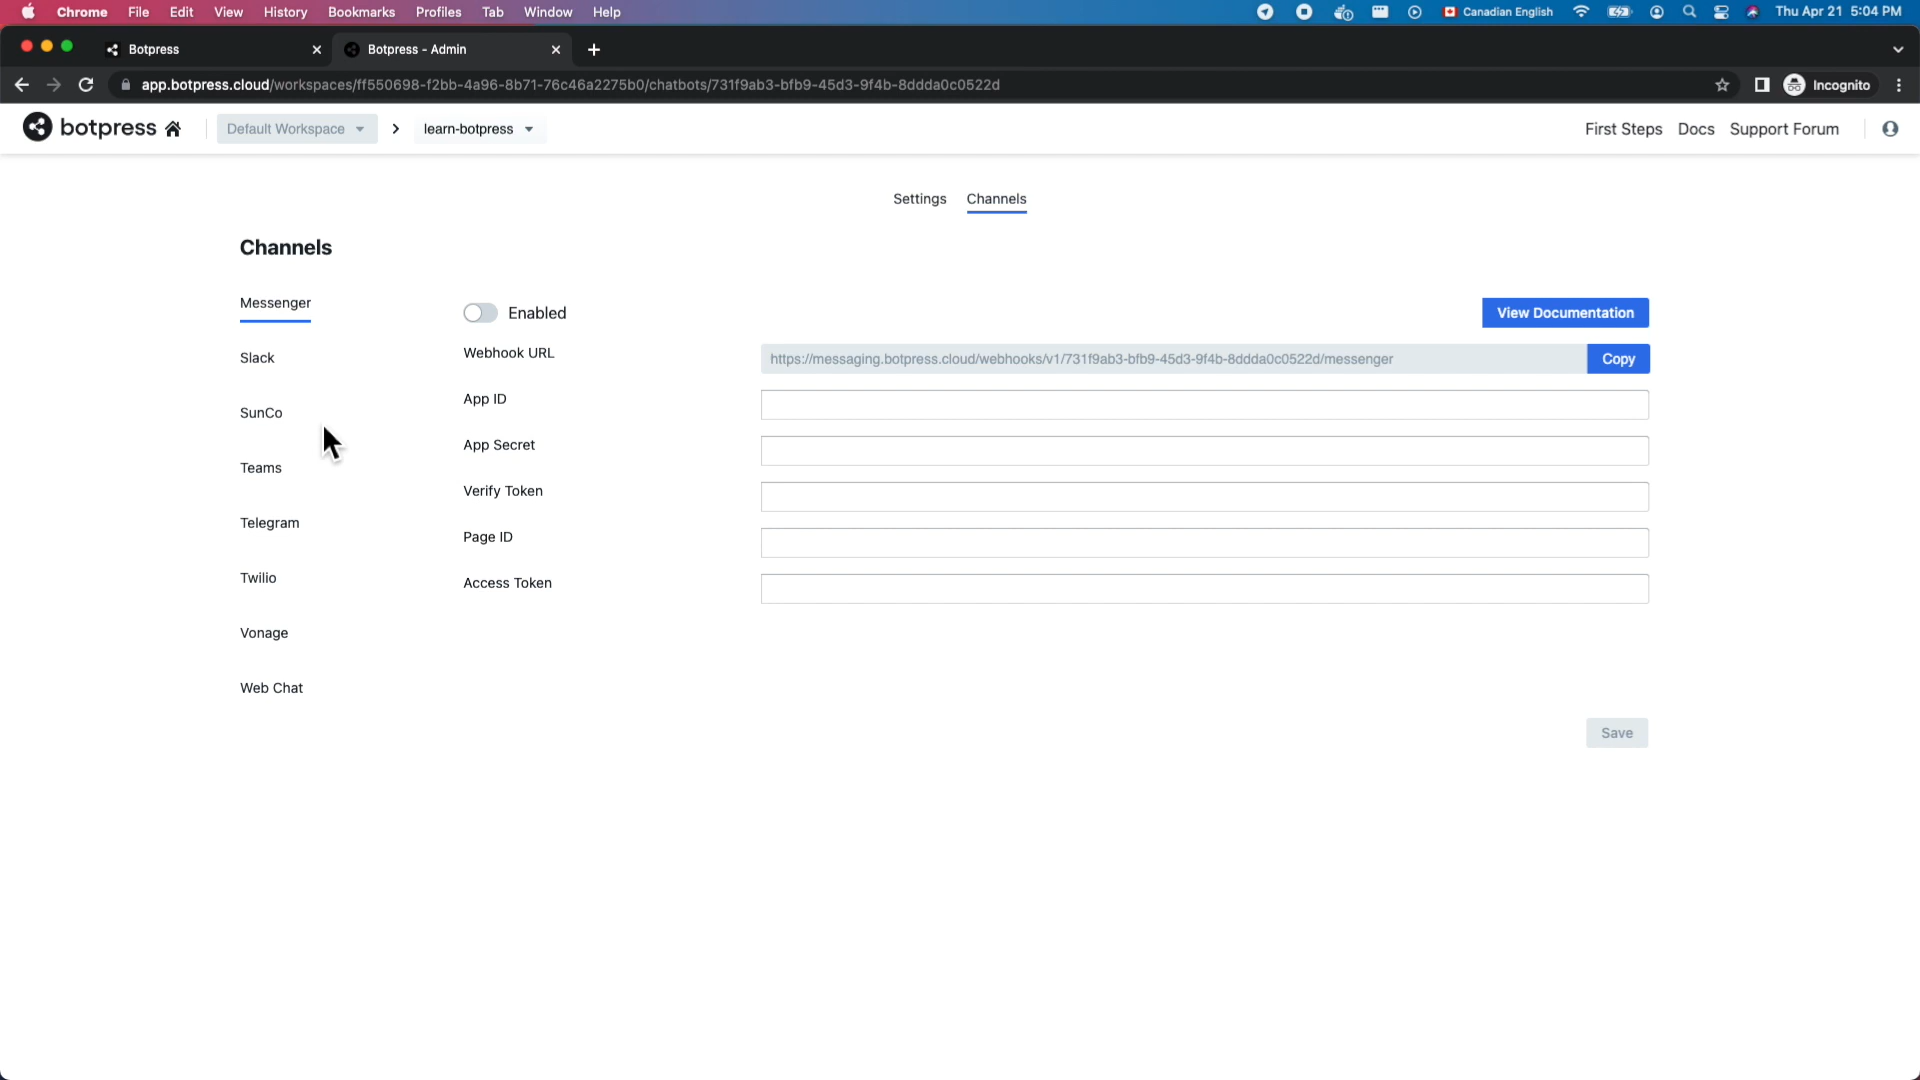 Chrome File Edit View History Bookmarks Profiles Tab Window Help Canadian English Thu Apr 21 5:04 PM
Botpress Botpress - Admin
app.botpress.cloud/workspaces/ff550698-f2bb-4a96-8b71-76c46a2275b0/chatbots/731f9ab3-bfb9-45d3-9f4b-8ddda0c0522d Incognito
botpress Default Workspace learn-botpress First Steps Docs Support Forum
Settings Channels
Channels
Messenger Enabled View Documentation
Slack Webhook URL https://messaging.botpress.cloud/webhooks/v1/731f9ab3-bfb9-45d3-9f4b-8ddda0c0522d/messenger Copy
App ID
SunCo
App Secret
Teams
Verify Token
Telegram
Page ID
Twilio Access Token
Vonage
Web Chat
Save